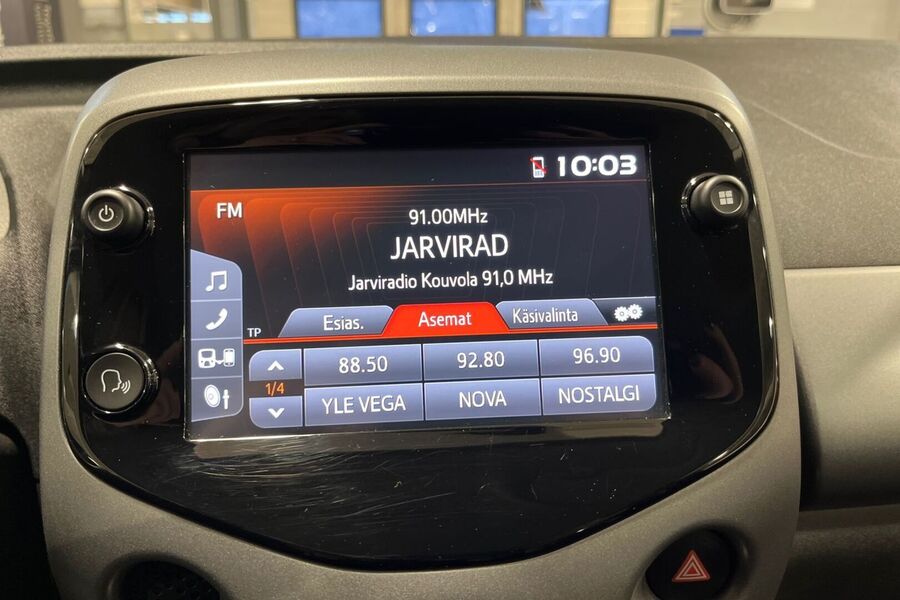 10:03
FM
91.00MHz
JARVIRAD
Jarviradio Kouvola 91,0 MHz
TP
Esias. Asemat Käsivalinta
1/4
88.50 92.80 96.90
YLE VEGA NOVA NOSTALGI